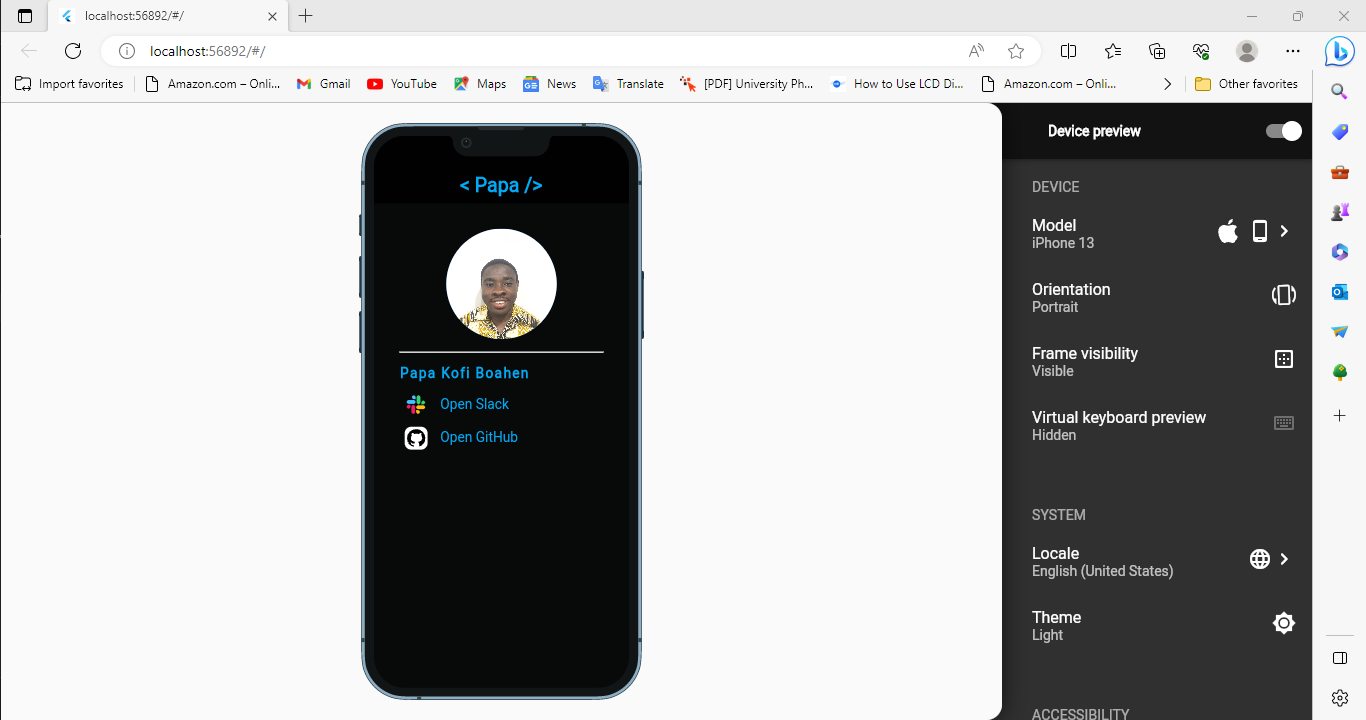 localhost:56892/#/
localhost:56892/#/
Import favorites
Amazon.com – Onli...
Gmail
YouTube
Maps
News
Translate
[PDF] University Ph...
How to Use LCD Di...
Amazon.com – Onli...
Other favorites
< Papa />
Papa Kofi Boahen
Open Slack
Open GitHub
Device preview
DEVICE
Model
iPhone 13
Orientation
Portrait
Frame visibility
Visible
Virtual keyboard preview
Hidden
SYSTEM
Locale
English (United States)
Theme
Light
ACCESSIBILITY